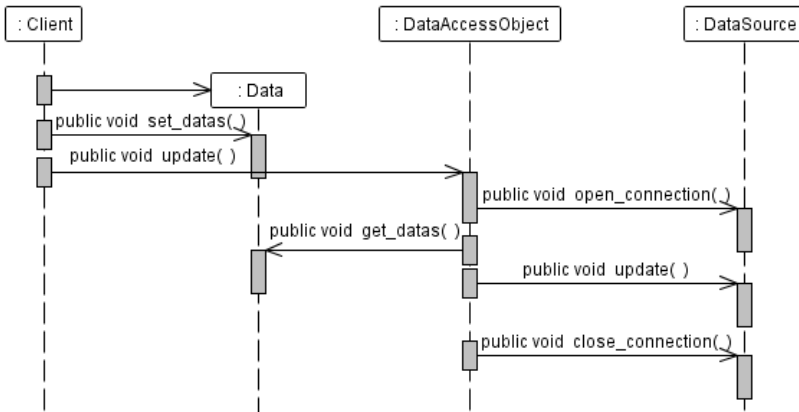 : Client
: DataAccessObject
: DataSource
: Data
public void set_datas( )
public void update( )
public void open_connection( )
public void get_datas( )
public void update( )
public void close_connection( )